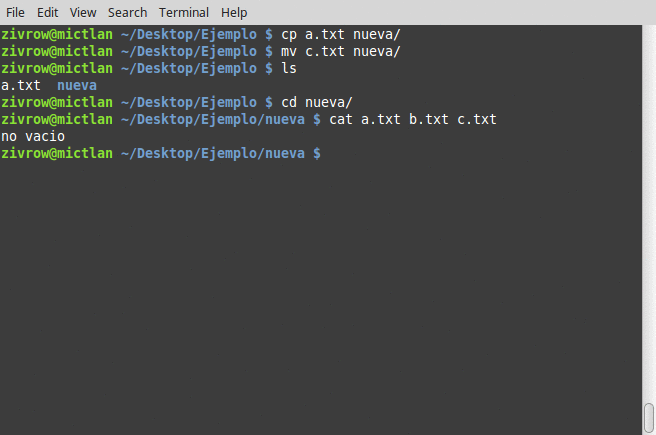 File Edit View Search Terminal Help
zivrow@mictlan ~/Desktop/Ejemplo $ cp a.txt nueva/
zivrow@mictlan ~/Desktop/Ejemplo $ mv c.txt nueva/
zivrow@mictlan ~/Desktop/Ejemplo $ ls
a.txt  nueva
zivrow@mictlan ~/Desktop/Ejemplo $ cd nueva/
zivrow@mictlan ~/Desktop/Ejemplo/nueva $ cat a.txt b.txt c.txt
no vacio
zivrow@mictlan ~/Desktop/Ejemplo/nueva $